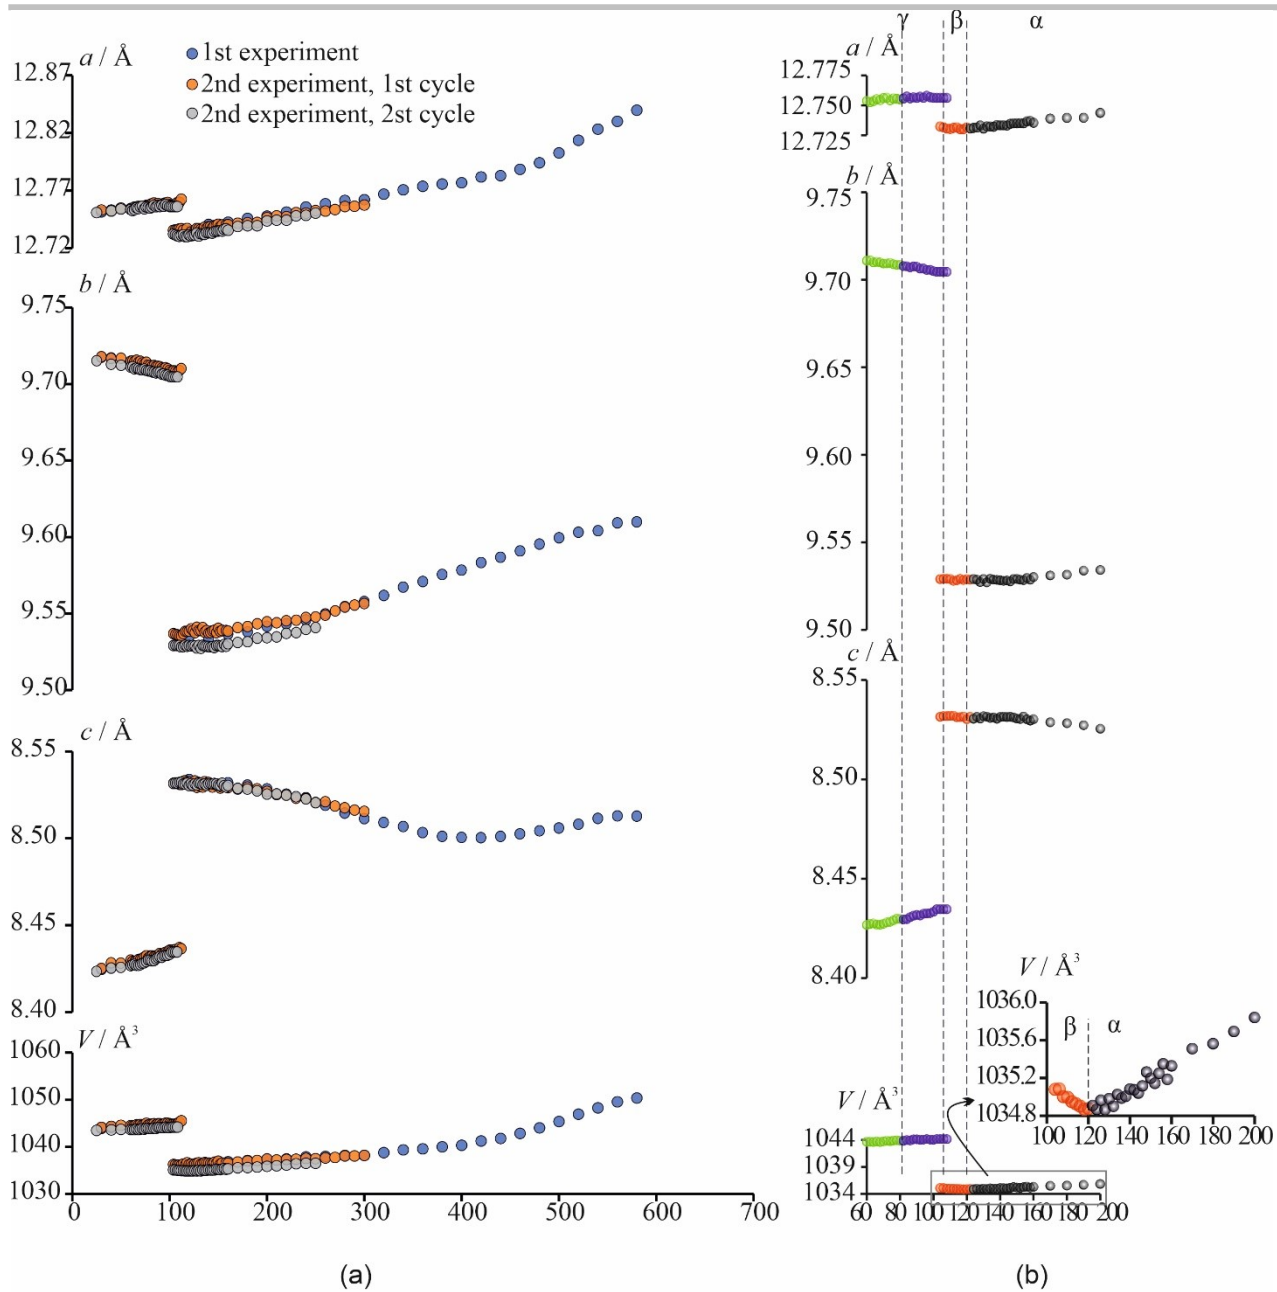 a / Å
12.87
12.82
12.77
12.72
1st experiment
2nd experiment, 1st cycle
2nd experiment, 2st cycle
b / Å
9.75
9.70
9.65
9.60
9.55
9.50
c / Å
8.55
8.50
8.45
8.40
V / Å³
1060
1050
1040
1030
0 100 200 300 400 500 600 700
(a)
γ β α
a / Å
12.775
12.750
12.725
b / Å
9.75
9.70
9.65
9.60
9.55
9.50
c / Å
8.55
8.50
8.45
8.40
V / Å³
1036.0
1035.6
1035.2
1034.8
β α
100 120 140 160 180 200
V / Å³
1044
1039
1034
60 80 100 120 140 160 180 200
(b)